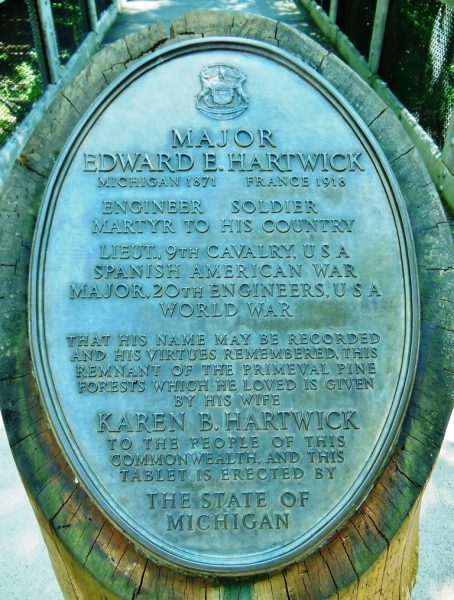 MAJOR
EDWARD E. HARTWICK
MICHIGAN 1871 FRANCE 1918
ENGINEER SOLDIER
MARTYR TO HIS COUNTRY
LIEUT., 9TH CAVALRY, U S A
SPANISH AMERICAN WAR
MAJOR, 20TH ENGINEERS, U S A
WORLD WAR
THAT HIS NAME MAY BE RECORDED
AND HIS VIRTUES REMEMBERED, THIS
REMNANT OF THE PRIMEVAL PINE
FORESTS WHICH HE LOVED IS GIVEN
BY HIS WIFE
KAREN B. HARTWICK
TO THE PEOPLE OF THIS
COMMONWEALTH, AND THIS
TABLET IS ERECTED BY
THE STATE OF
MICHIGAN